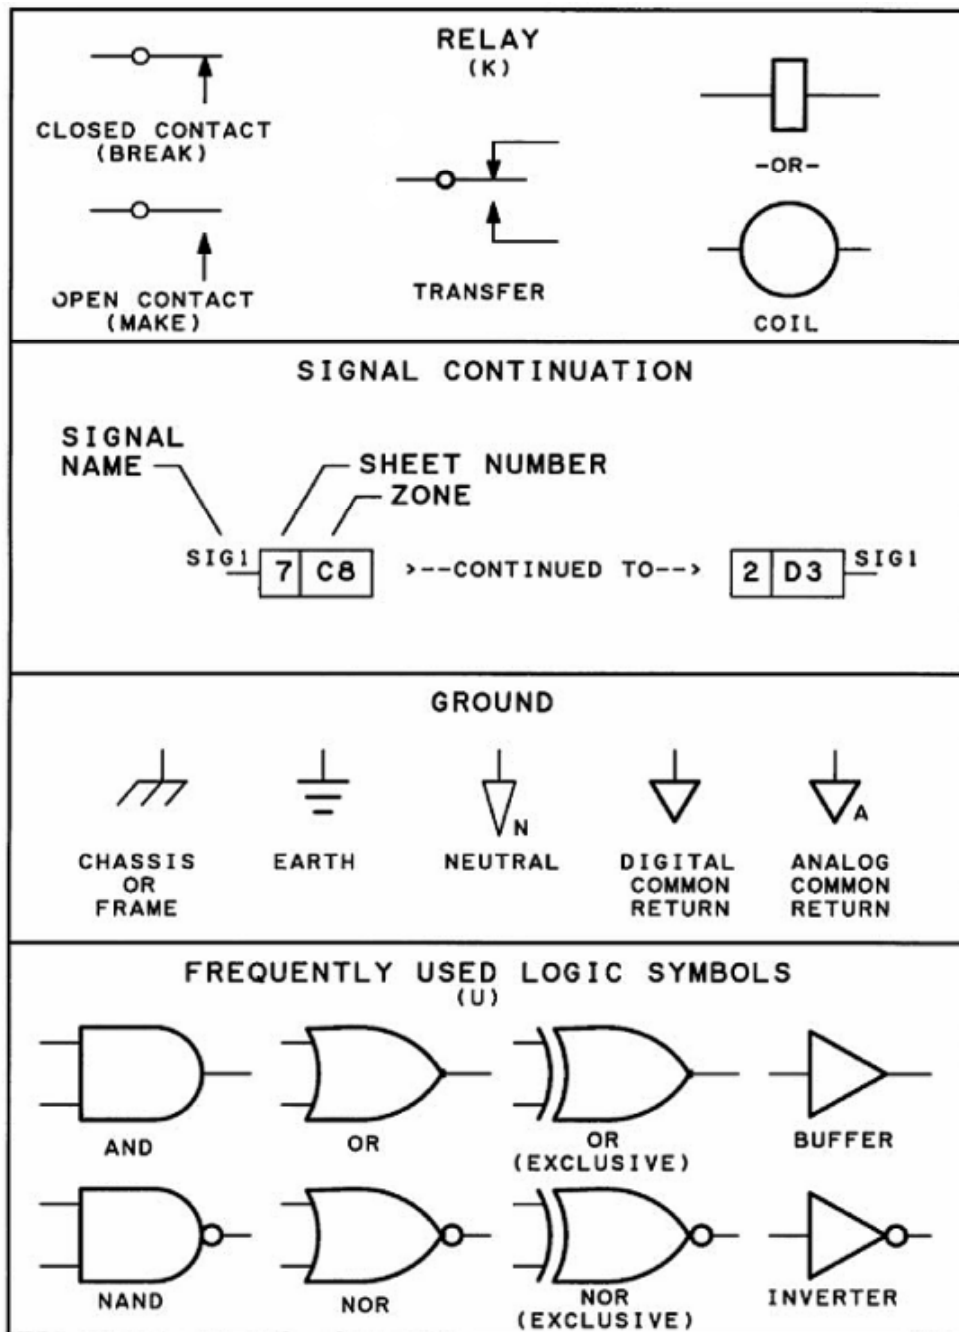 RELAY
(K)
CLOSED CONTACT
(BREAK)
OPEN CONTACT
(MAKE)
TRANSFER
-OR-
COIL
SIGNAL CONTINUATION
SIGNAL
NAME
SHEET NUMBER
ZONE
SIG1 7 C8 >--CONTINUED TO--> 2 D3 SIG1
GROUND
CHASSIS
OR
FRAME
EARTH
N
NEUTRAL
DIGITAL
COMMON
RETURN
A
ANALOG
COMMON
RETURN
FREQUENTLY USED LOGIC SYMBOLS
(U)
AND
OR
OR
(EXCLUSIVE)
BUFFER
NAND
NOR
NOR
(EXCLUSIVE)
INVERTER